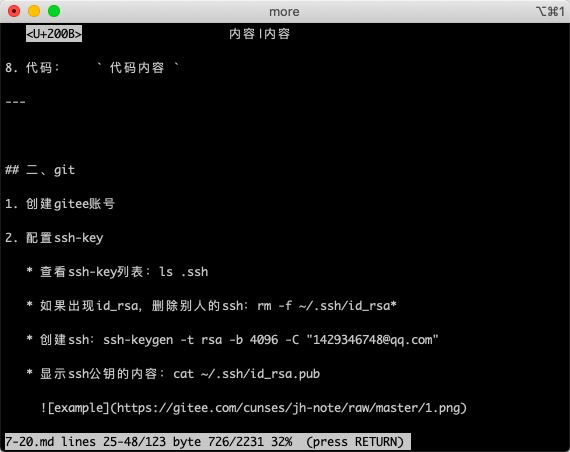 more
⌥⌘1
<U+200B> 内容|内容
8. 代码: ` 代码内容 `
---
## 二、git
1. 创建gitee账号
2. 配置ssh-key
* 查看ssh-key列表: ls .ssh
* 如果出现id_rsa, 删除别人的ssh: rm -f ~/.ssh/id_rsa*
* 创建ssh: ssh-keygen -t rsa -b 4096 -C "1429346748@qq.com"
* 显示ssh公钥的内容: cat ~/.ssh/id_rsa.pub
![example](https://gitee.com/cunses/jh-note/raw/master/1.png)
7-20.md lines 25-48/123 byte 726/2231 32% (press RETURN)